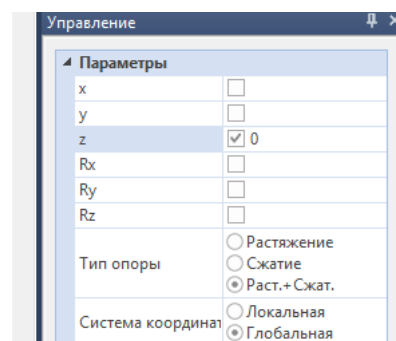 Управление
Параметры
x
y
z 0
Rx
Ry
Rz
Тип опоры
Растяжение
Сжатие
Раст.+Сжат.
Система координат
Локальная
Глобальная